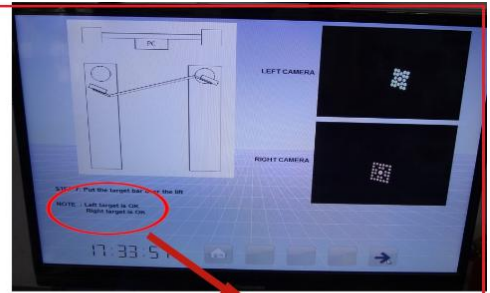 PC
LEFT CAMERA
RIGHT CAMERA
Put the target bar over the lift
NOTE : Left target is OK
Right target is OK
17:33:5